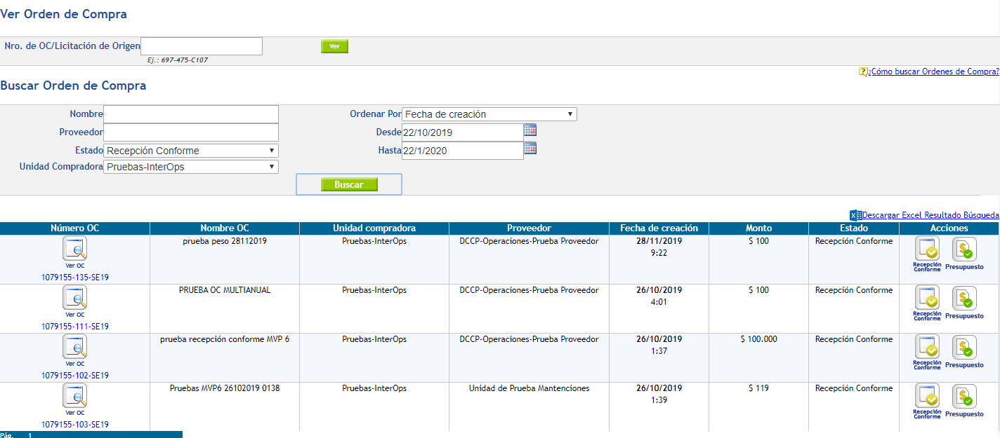 Ver Orden de Compra
Nro. de OC/Licitación de Origen
Ver
Ej.: 697-475-C107
?¿Cómo buscar Ordenes de Compra?
Buscar Orden de Compra
Nombre Ordenar Por Fecha de creación
Proveedor Desde 22/10/2019
Estado Recepción Conforme Hasta 22/1/2020
Unidad Compradora Pruebas-InterOps
Buscar
Descargar Excel Resultado Búsqueda
Número OC Nombre OC Unidad compradora Proveedor Fecha de creación Monto Estado Acciones
prueba peso 28112019 Pruebas-InterOps DCCP-Operaciones-Prueba Proveedor 28/11/2019 $ 100 Recepción Conforme
9:22
Ver OC Recepción Conforme Presupuesto
1079155-135-SE19
PRUEBA OC MULTIANUAL Pruebas-InterOps DCCP-Operaciones-Prueba Proveedor 26/10/2019 $ 100 Recepción Conforme
4:01
Ver OC Recepción Conforme Presupuesto
1079155-111-SE19
prueba recepción conforme MVP 6 Pruebas-InterOps DCCP-Operaciones-Prueba Proveedor 26/10/2019 $ 100.000 Recepción Conforme
1:37
Ver OC Recepción Conforme Presupuesto
1079155-102-SE19
Pruebas MVP6 26102019 0138 Pruebas-InterOps Unidad de Prueba Mantenciones 26/10/2019 $ 119 Recepción Conforme
1:39
Ver OC Recepción Conforme Presupuesto
1079155-103-SE19
Pág. 1